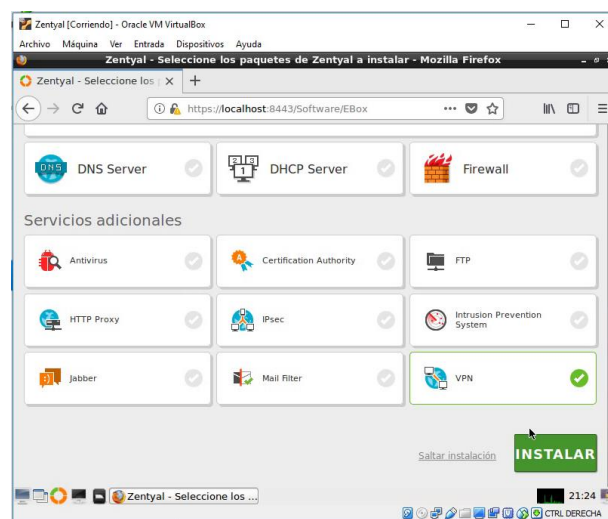 Zentyal [Corriendo] - Oracle VM VirtualBox
Archivo Máquina Ver Entrada Dispositivos Ayuda
Zentyal - Seleccione los paquetes de Zentyal a instalar - Mozilla Firefox
Zentyal - Seleccione los
https://localhost:8443/Software/EBox
DNS
DNS Server
DHCP Server
Firewall
Servicios adicionales
Antivirus
Certification Authority
FTP
HTTP Proxy
IPsec
Intrusion Prevention
System
Jabber
Mail Filter
VPN
Saltar instalación
INSTALAR
Zentyal - Seleccione los ...
21:24
CTRL DERECHA